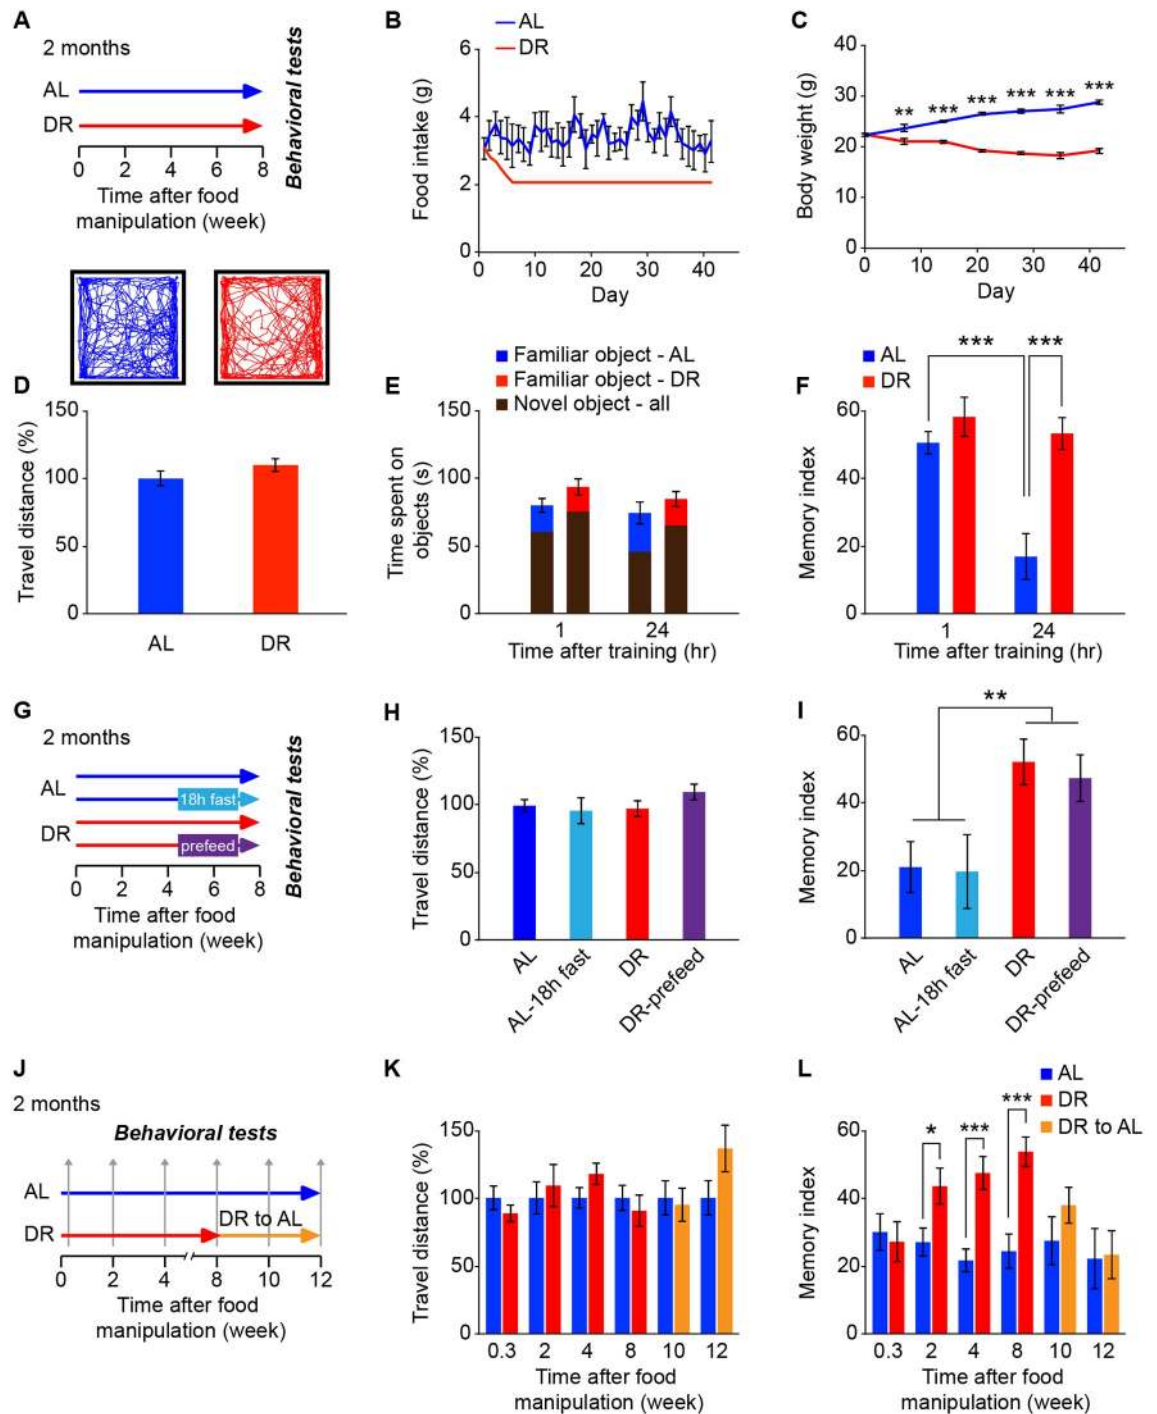 A
2 months
AL
DR
0 2 4 6 8
Time after food
manipulation (week)
Behavioral tests
B
AL
DR
Food intake (g)
6
4
2
0
0 10 20 30 40
Day
C
Body weight (g)
40
30
20
10
0
** *** *** *** *** ***
0 10 20 30 40
Day
D
Travel distance (%)
150
100
50
0
AL DR
E
Familiar object - AL
Familiar object - DR
Novel object - all
Time spent on
objects (s)
150
100
50
0
1 24
Time after training (hr)
F
AL
DR
*** ***
Memory index
60
40
20
0
1 24
Time after training (hr)
G
2 months
AL
18h fast
DR
prefeed
0 2 4 6 8
Time after food
manipulation (week)
Behavioral tests
H
Travel distance (%)
150
100
50
0
AL
AL-18h fast
DR
DR-prefeed
I
**
Memory index
60
40
20
0
AL
AL-18h fast
DR
DR-prefeed
J
2 months
Behavioral tests
AL
DR to AL
DR
0 2 4 8 10 12
Time after food
manipulation (week)
K
Travel distance (%)
150
100
50
0
0.3 2 4 8 10 12
Time after food
manipulation (week)
L
AL
DR
DR to AL
* *** ***
Memory index
60
40
20
0
0.3 2 4 8 10 12
Time after food
manipulation (week)